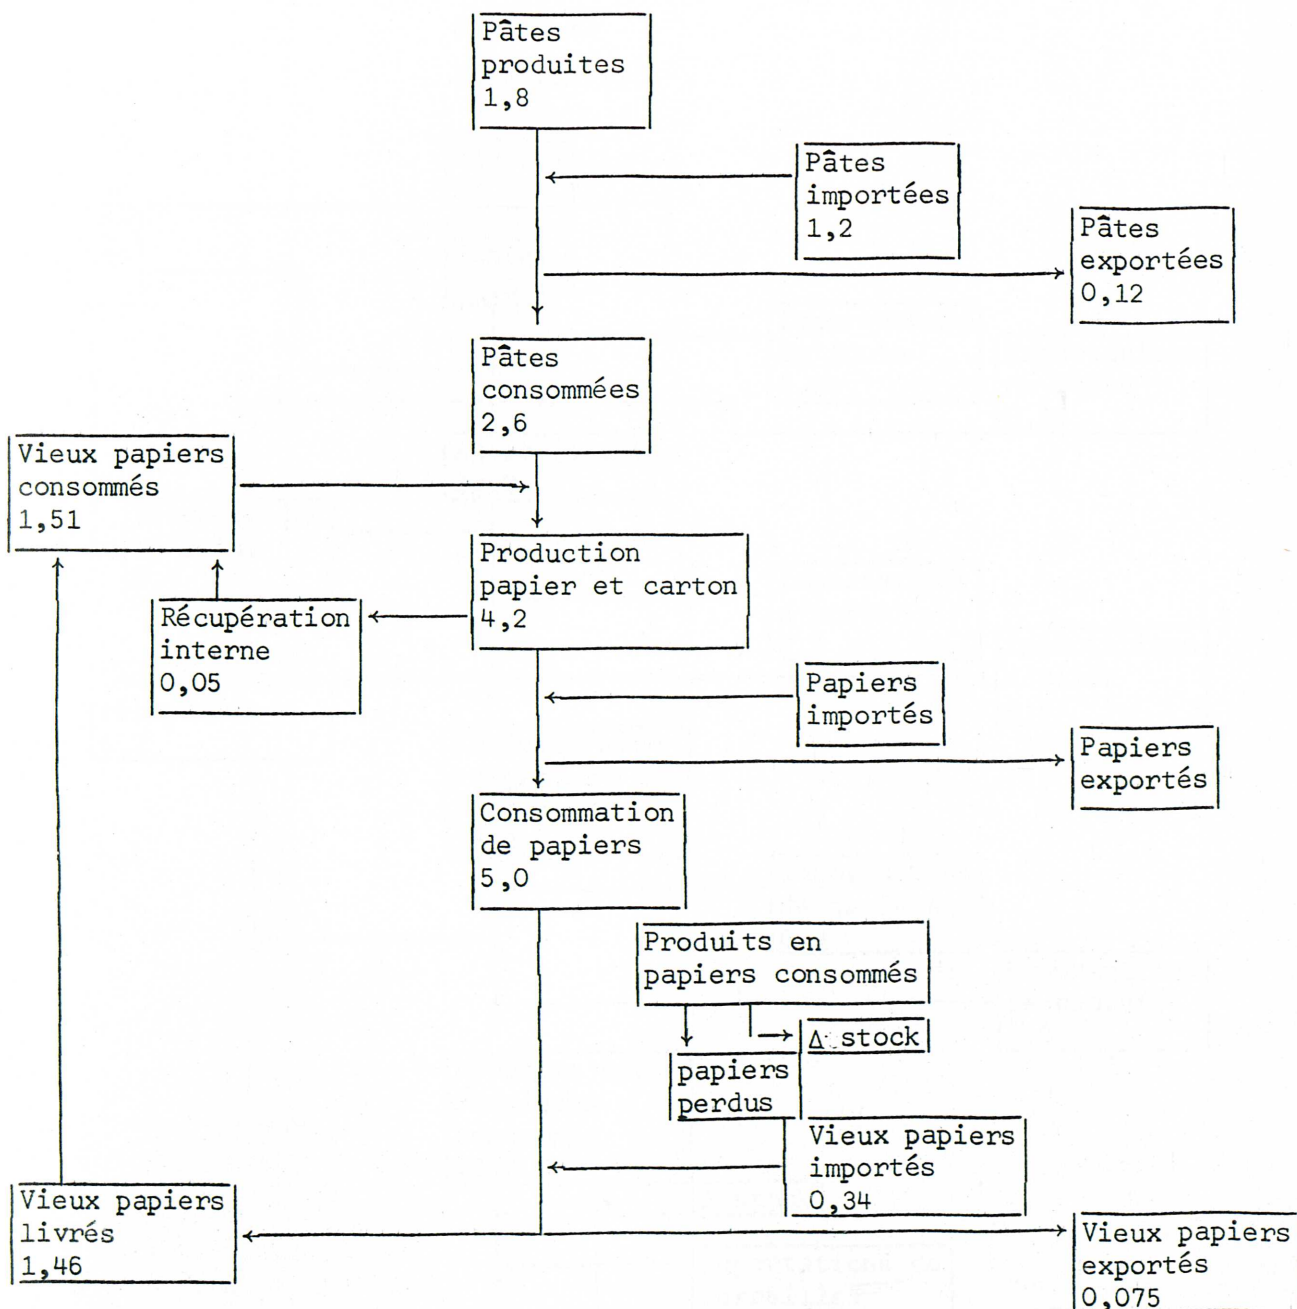 Pâtes
produites
1,8
Pâtes
importées
1,2
Pâtes
exportées
0,12
Pâtes
consommées
2,6
Vieux papiers
consommés
1,51
Production
papier et carton
4,2
Récupération
interne
0,05
Papiers
importés
Papiers
exportés
Consommation
de papiers
5,0
Produits en
papiers consommés
Δ stock
papiers
perdus
Vieux papiers
importés
0,34
Vieux papiers
livrés
1,46
Vieux papiers
exportés
0,075